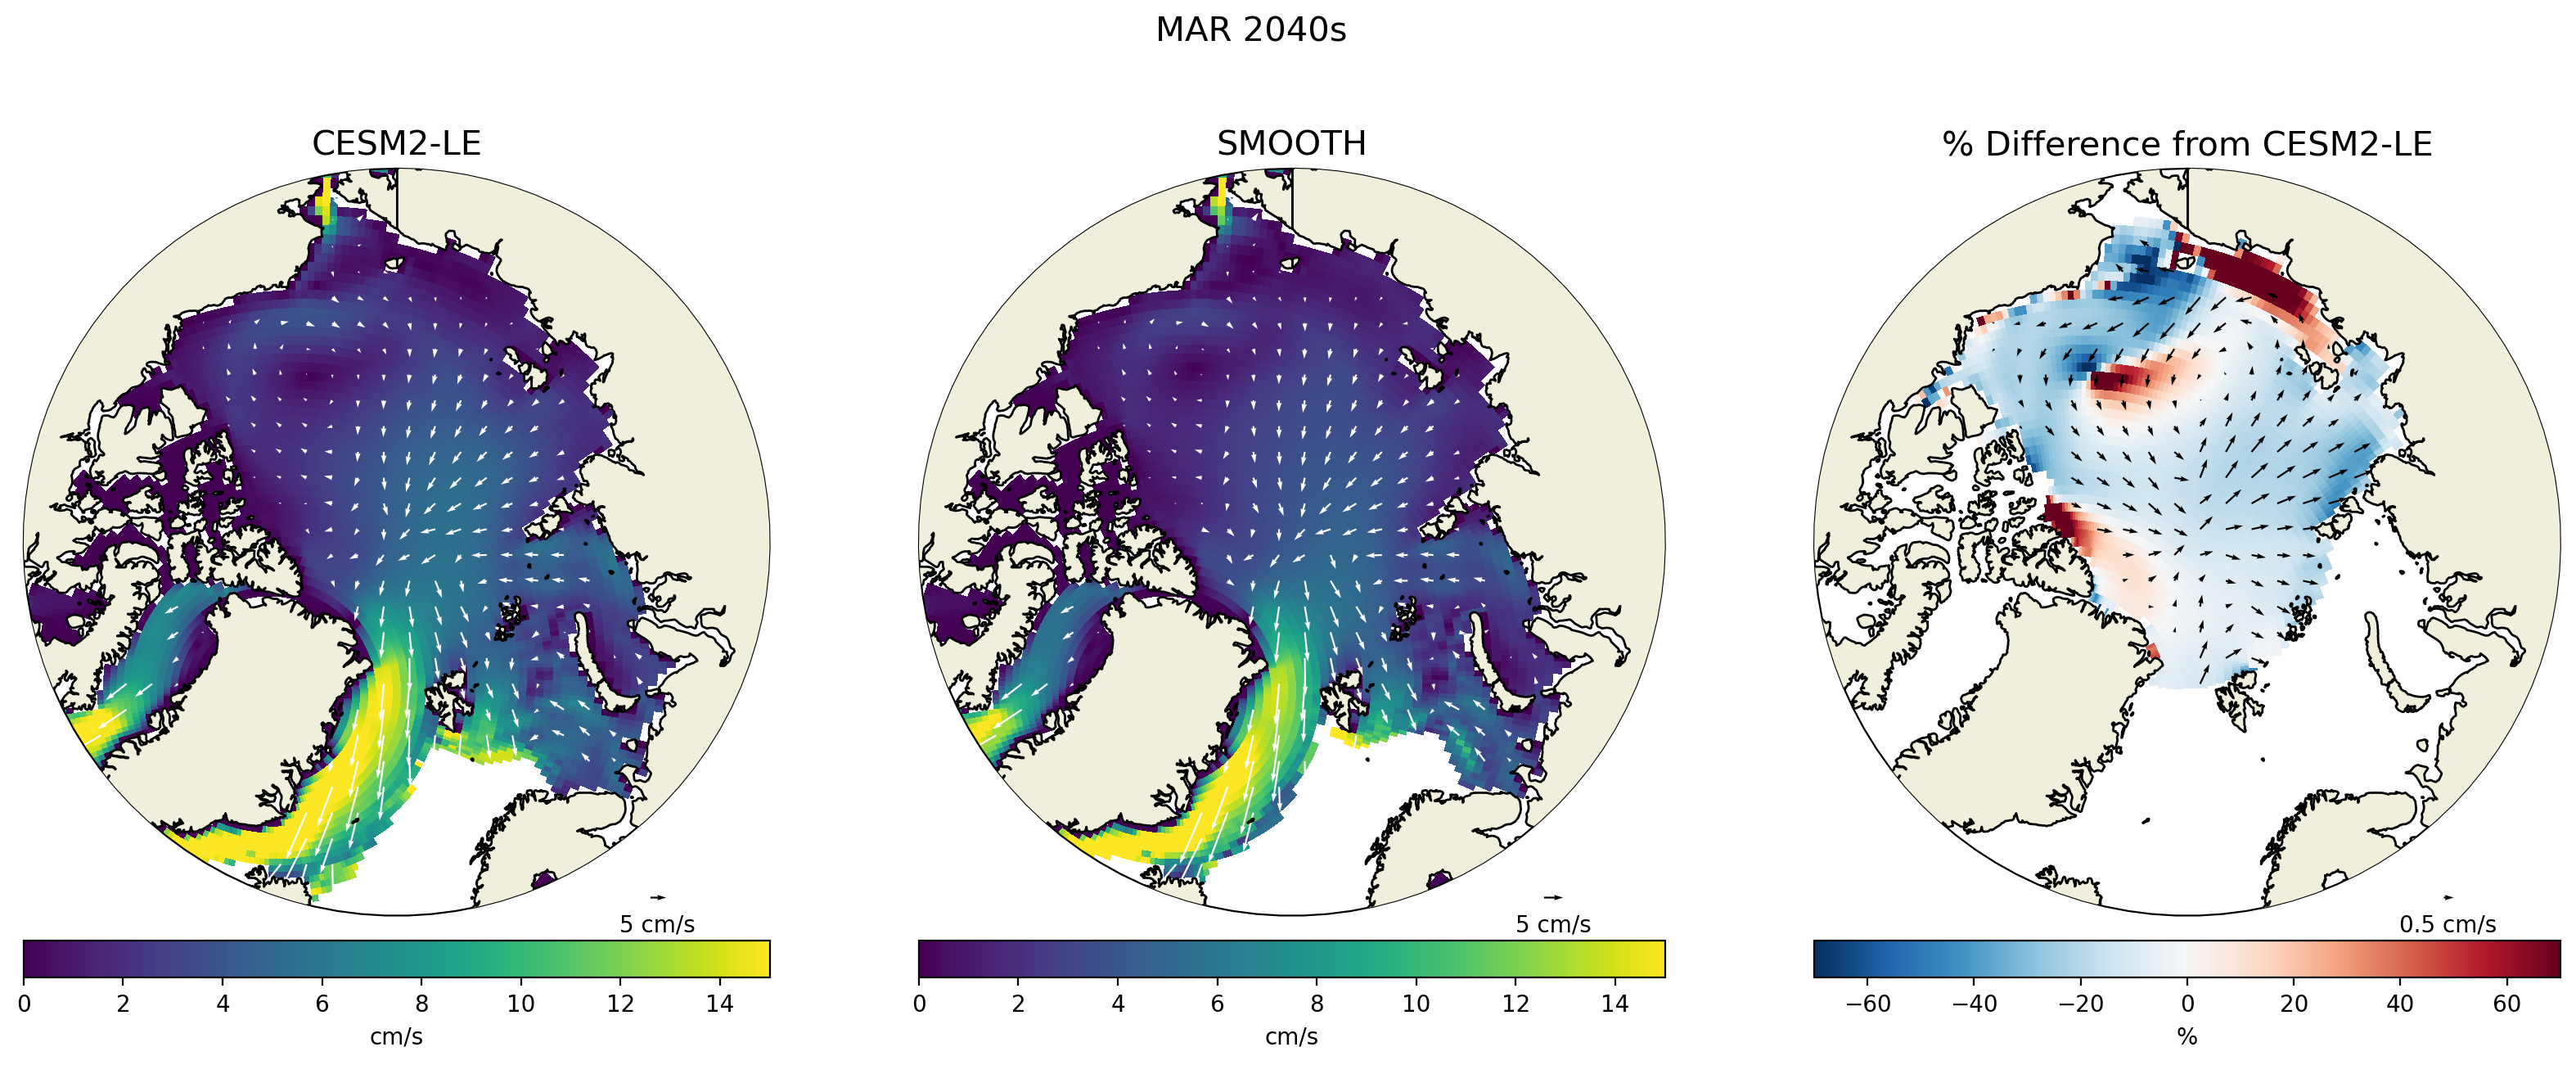 MAR 2040s
CESM2-LE
SMOOTH
% Difference from CESM2-LE
5 cm/s
5 cm/s
0.5 cm/s
0 2 4 6 8 10 12 14
0 2 4 6 8 10 12 14
−60 −40 −20 0 20 40 60
cm/s
cm/s
%